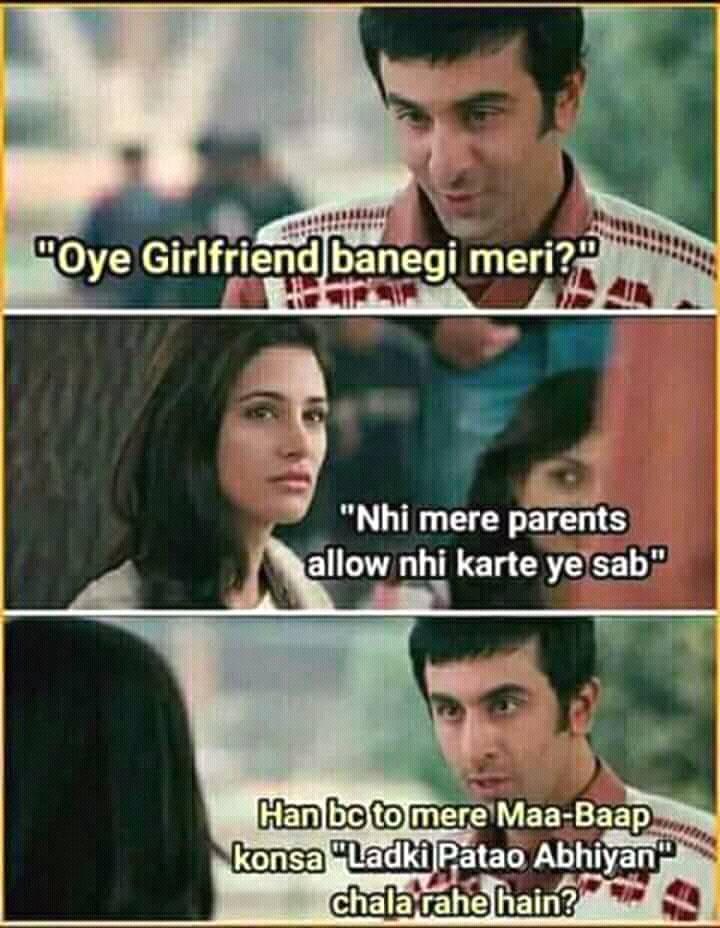 "Oye Girlfriend banegi meri?"
"Nhi mere parents
allow nhi karte ye sab"
Han bc to mere Maa-Baap
konsa "Ladki Patao Abhiyan"
chala rahe hain?